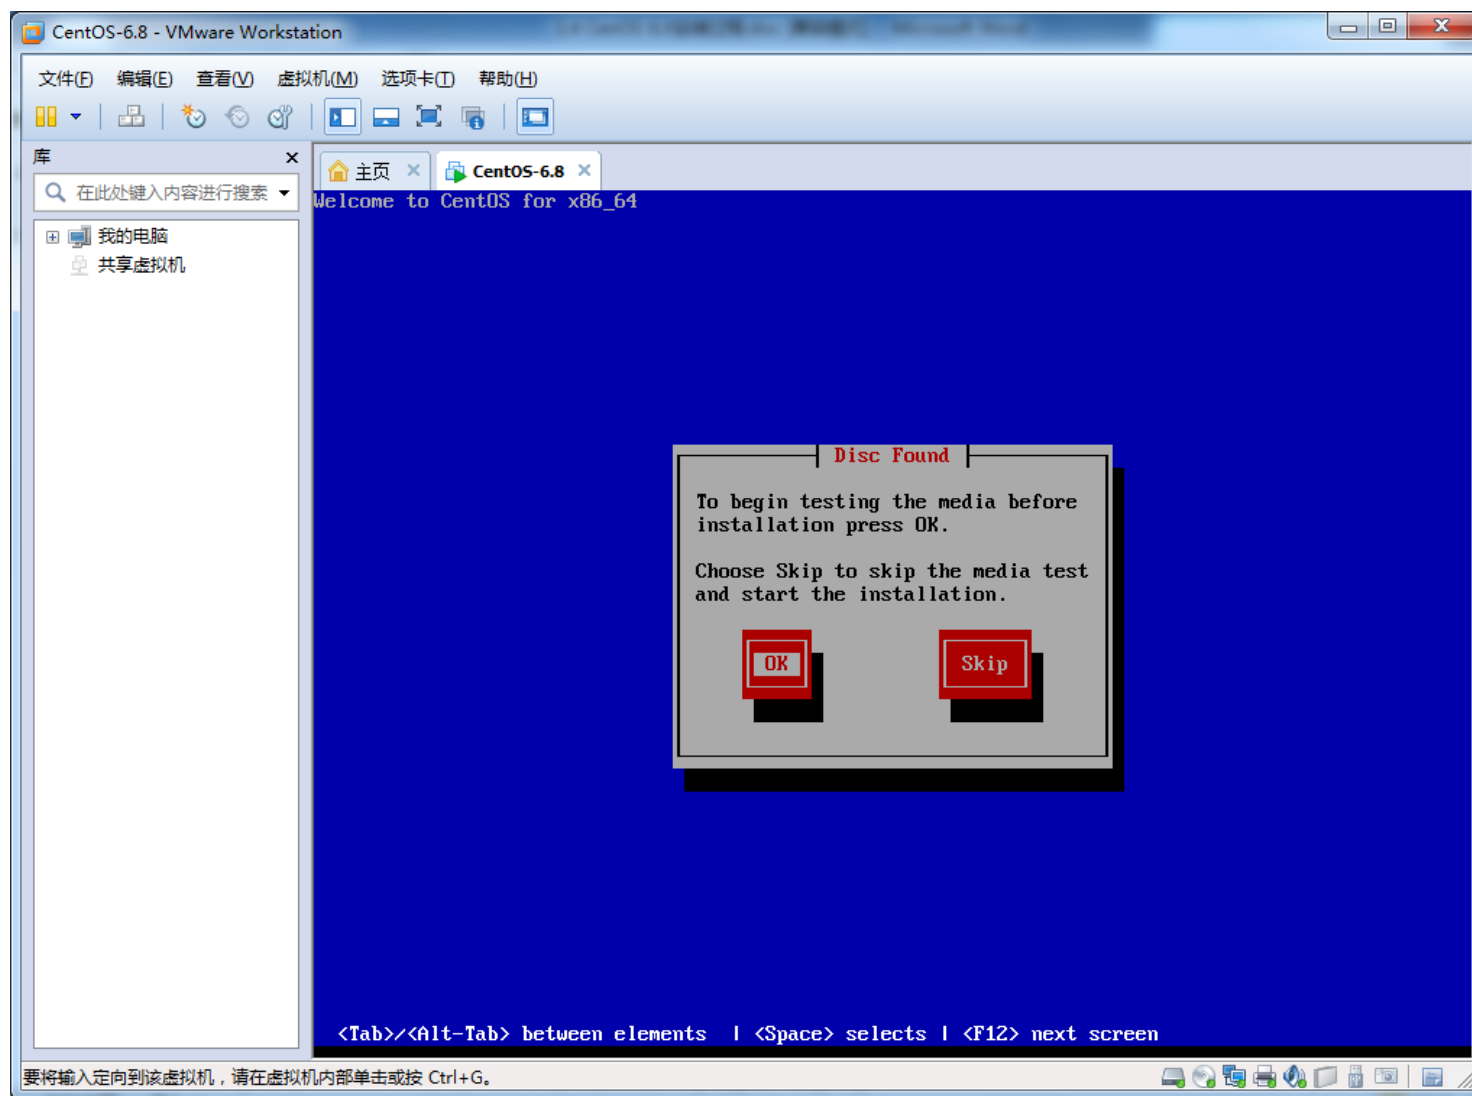 CentOS-6.8 - VMware Workstation
文件(F) 编辑(E) 查看(V) 虚拟机(M) 选项卡(T) 帮助(H)
库
在此处键入内容进行搜索
我的电脑
共享虚拟机
主页
CentOS-6.8
Welcome to CentOS for x86_64
Disc Found
To begin testing the media before
installation press OK.
Choose Skip to skip the media test
and start the installation.
OK Skip
<Tab>/<Alt-Tab> between elements | <Space> selects | <F12> next screen
要将输入定向到该虚拟机，请在虚拟机内部单击或按 Ctrl+G。